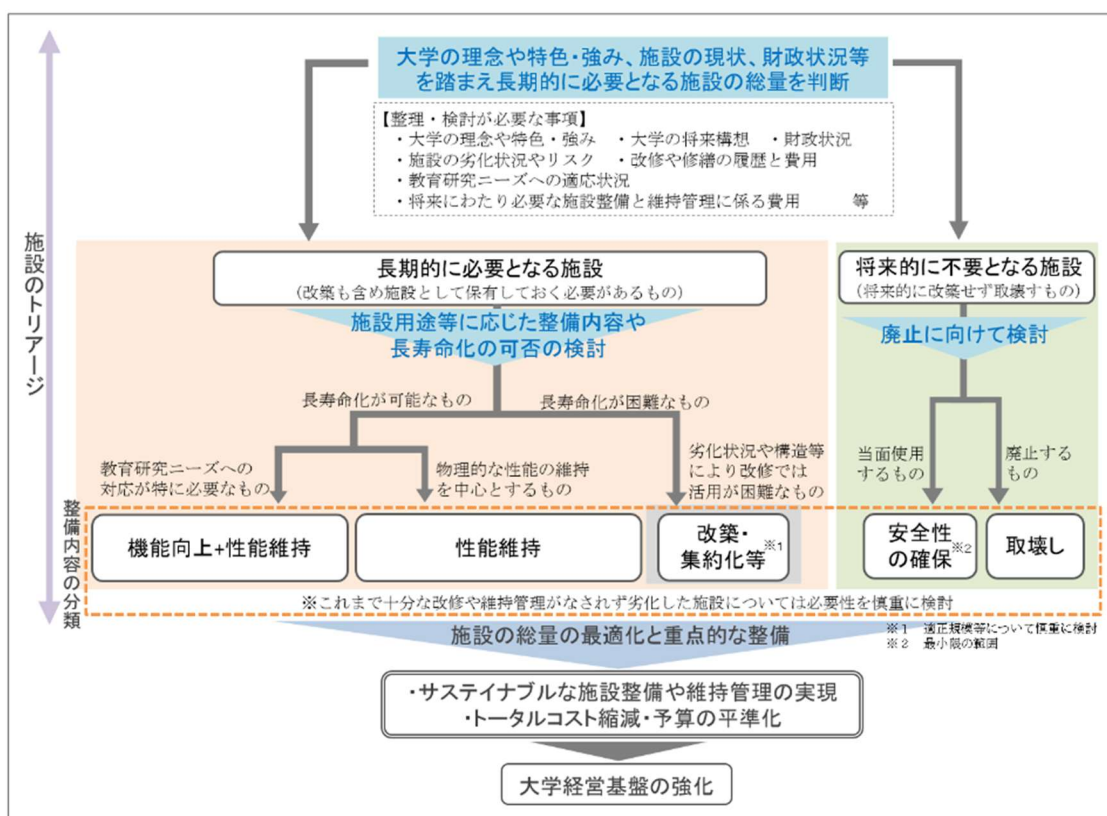 大学の理念や特色・強み、施設の現状、財政状況等
を踏まえ長期的に必要となる施設の総量を判断
【整理・検討が必要な事項】
・大学の理念や特色・強み ・大学の将来構想 ・財政状況
・施設の劣化状況やリスク ・改修や修繕の履歴と費用
・教育研究ニーズへの適応状況
・将来にわたり必要な施設整備と維持管理に係る費用 等
施設のトリアージ
長期的に必要となる施設
(改築も含め施設として保有しておく必要があるもの)
施設用途等に応じた整備内容や
長寿命化の可否の検討
将来的に不要となる施設
(将来的に改築せず取壊すもの)
廃止に向けて検討
長寿命化が可能なもの
長寿命化が困難なもの
教育研究ニーズへの
対応が特に必要なもの
物理的な性能の維持
を中心とするもの
劣化状況や構造等
により改修では
活用が困難なもの
当面使用
するもの
廃止する
もの
整備内容の分類
機能向上+性能維持
性能維持
改築・
集約化等※1
安全性
の確保※2
取壊し
※これまで十分な改修や維持管理がなされず劣化した施設については必要性を慎重に検討
※1 適正規模等について慎重に検討
※2 最小限の範囲
施設の総量の最適化と重点的な整備
・サステイナブルな施設整備や維持管理の実現
・トータルコスト縮減・予算の平準化
大学経営基盤の強化